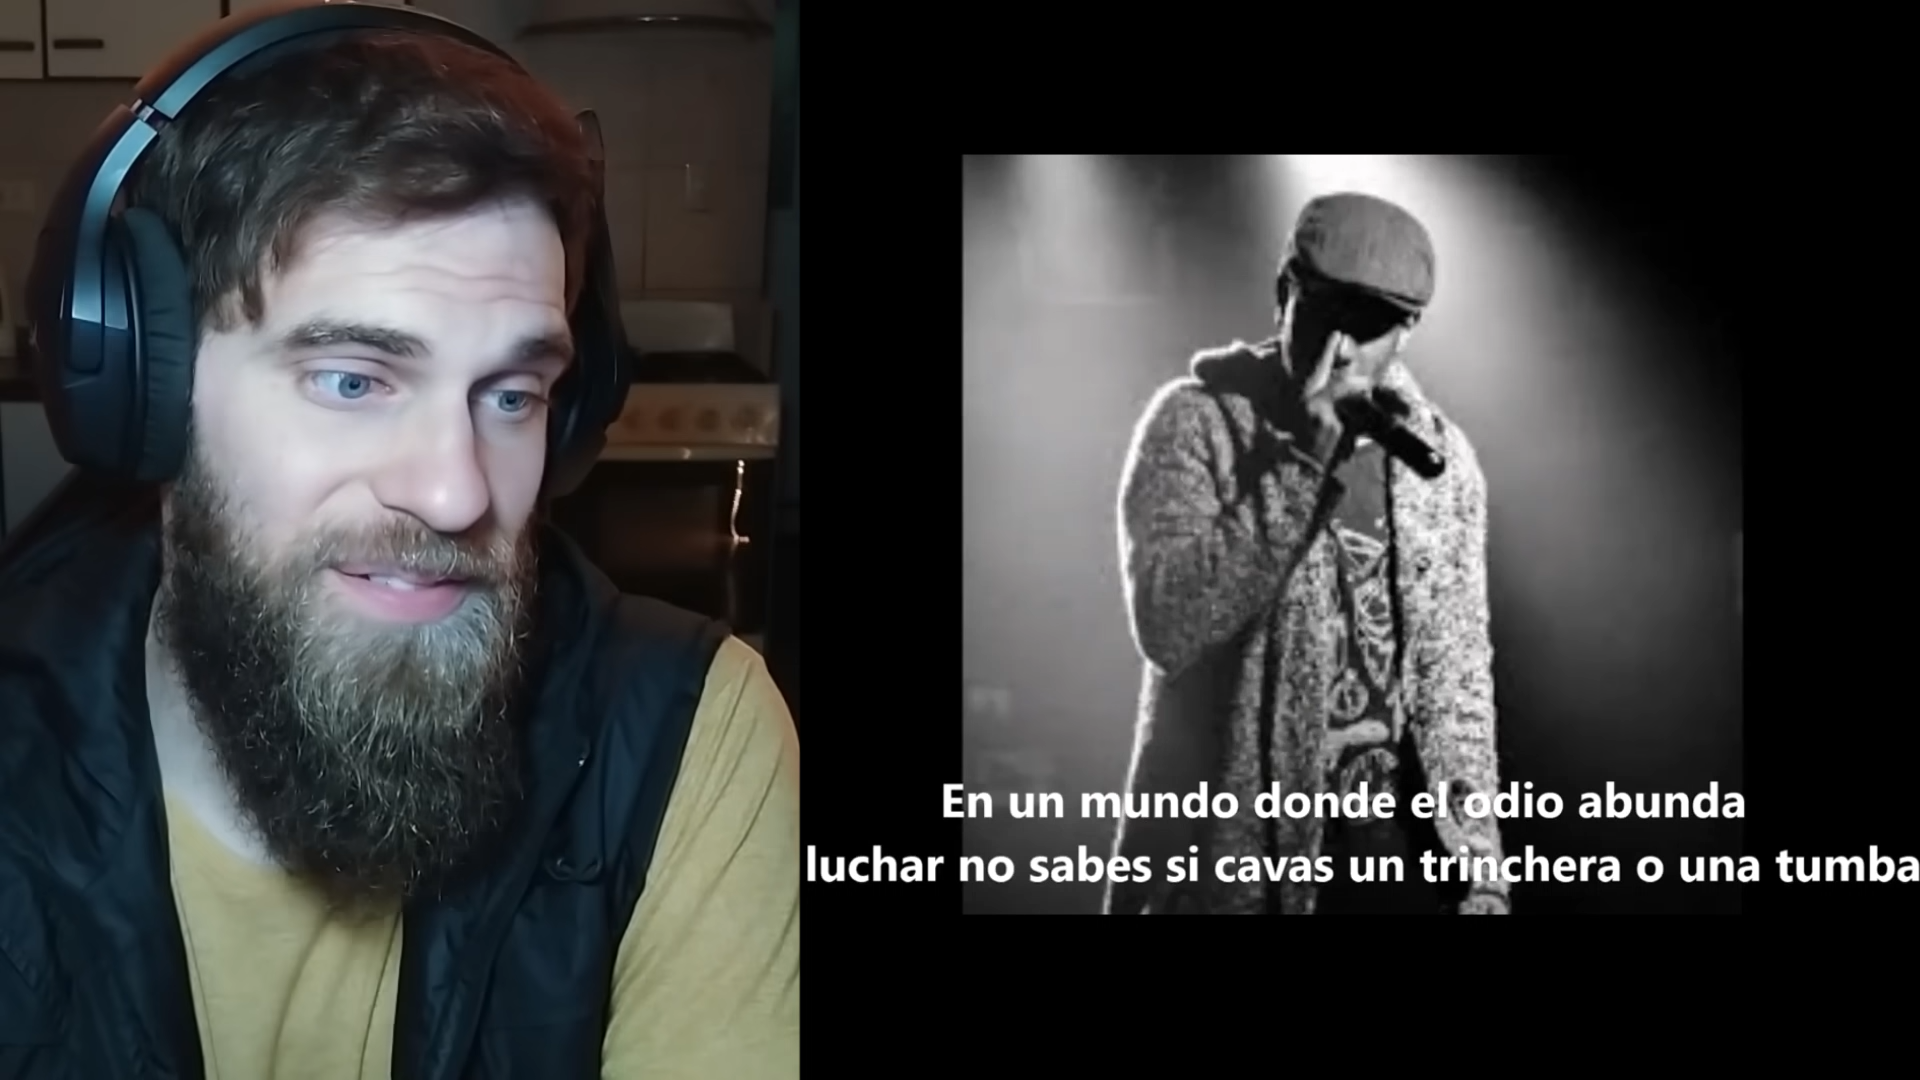 En un mundo donde el odio abunda
luchar no sabes si cavas un trinchera o una tumba